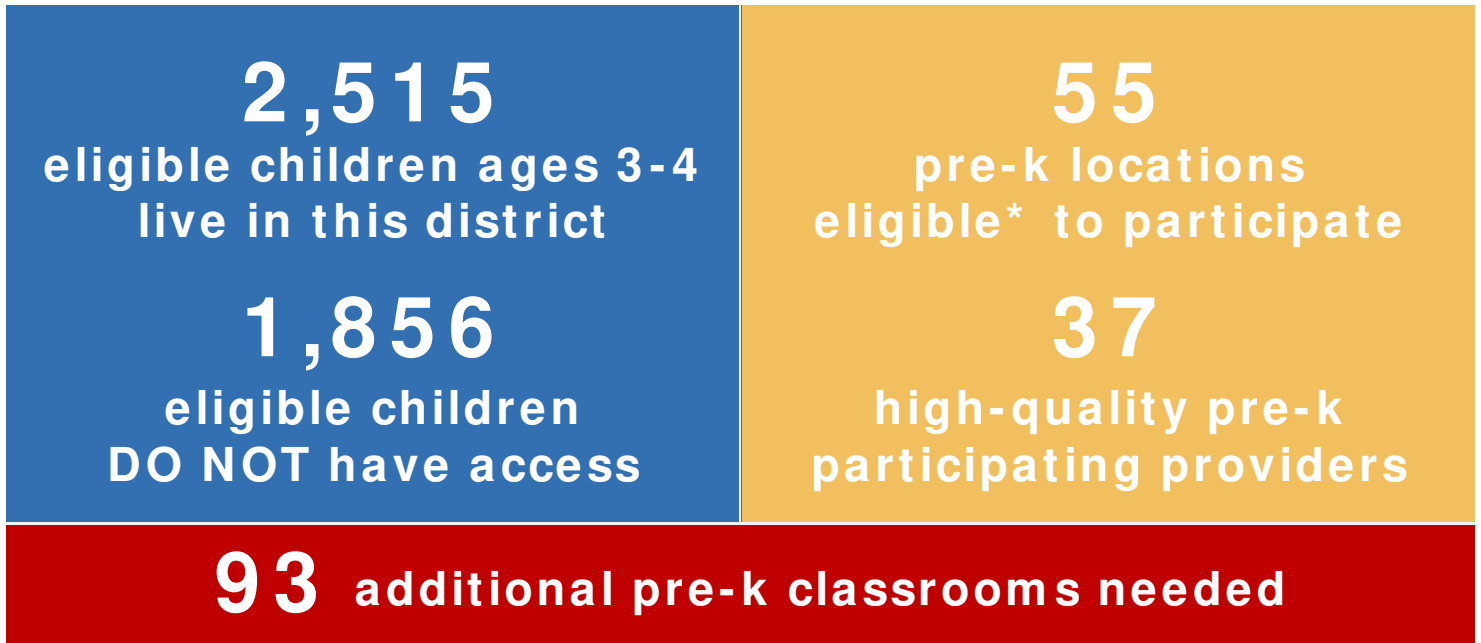 2,515
eligible children ages 3-4
live in this district
1,856
eligible children
DO NOT have access
55
pre-k locations
eligible* to participate
37
high-quality pre-k
participating providers
93 additional pre-k classrooms needed